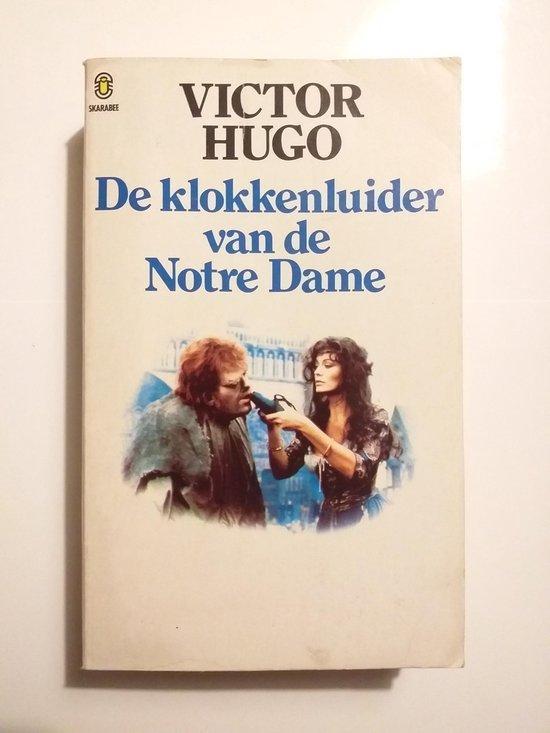 SKARABEE
VICTOR
HUGO
De klokkenluider
van de
Notre Dame